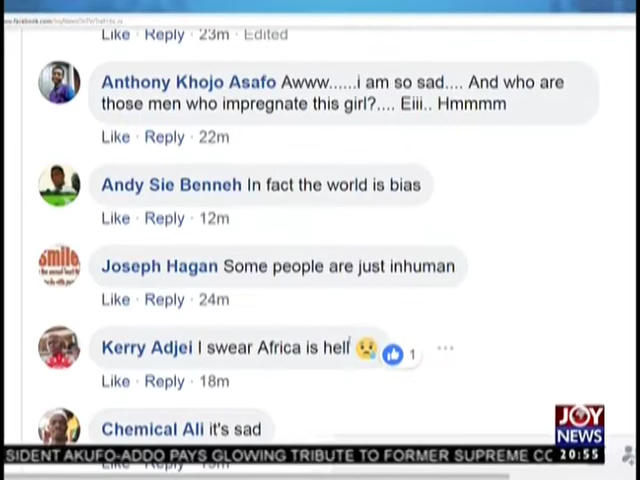 Like · Reply · 23m · Edited
Anthony Khojo Asafo Awww......i am so sad.... And who are
those men who impregnate this girl?.... Eiii.. Hmmmm
Like · Reply · 22m
Andy Sie Benneh In fact the world is bias
Like · Reply · 12m
smile
Joseph Hagan Some people are just inhuman
Like · Reply · 24m
Kerry Adjei I swear Africa is hell 😢 1 ...
Like · Reply · 18m
Chemical Ali it's sad
Like · Reply
JOY
NEWS
SIDENT AKUFO-ADDO PAYS GLOWING TRIBUTE TO FORMER SUPREME CO
20:55